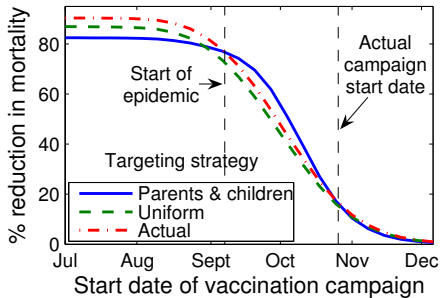 % reduction in mortality
80
60
40
20
0
Start of
epidemic
Actual
campaign
start date
Targeting strategy
Parents & children
Uniform
Actual
Jul Aug Sept Oct Nov Dec
Start date of vaccination campaign